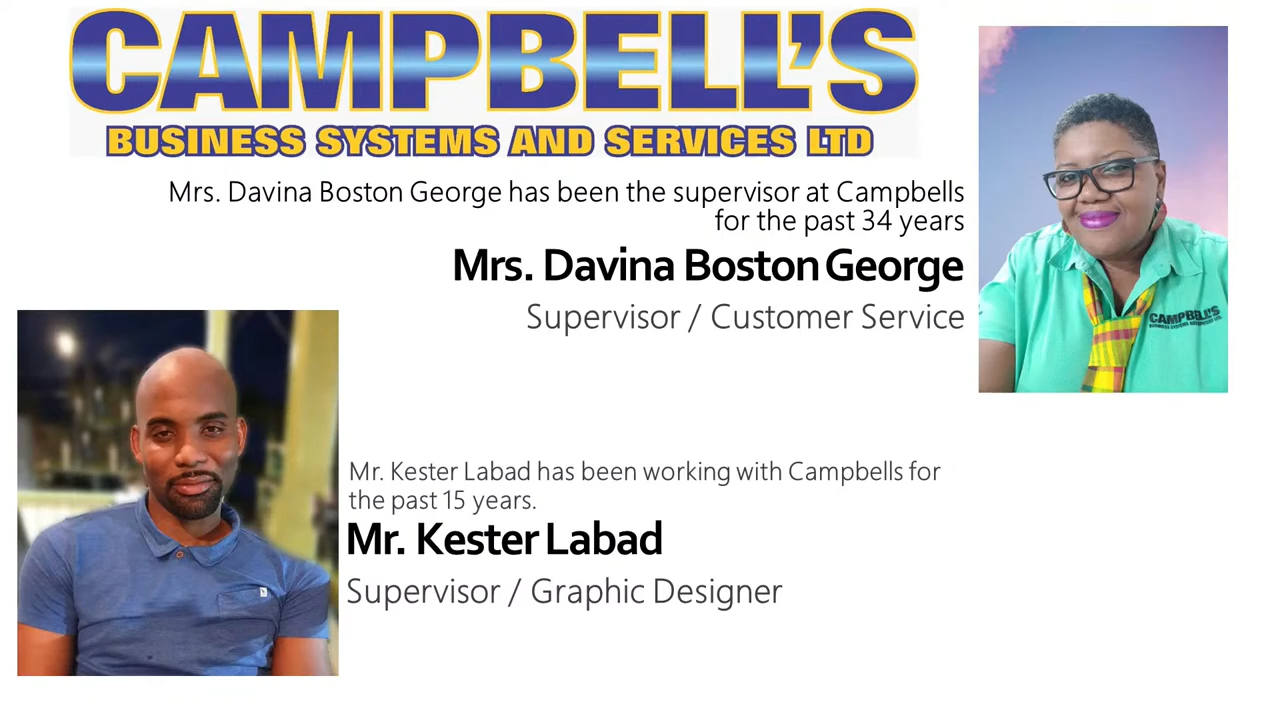 CAMPBELL'S
BUSINESS SYSTEMS AND SERVICES LTD
Mrs. Davina Boston George has been the supervisor at Campbells
for the past 34 years
Mrs. Davina Boston George
Supervisor / Customer Service
CAMPBELL'S
Mr. Kester Labad has been working with Campbells for
the past 15 years.
Mr. Kester Labad
Supervisor / Graphic Designer